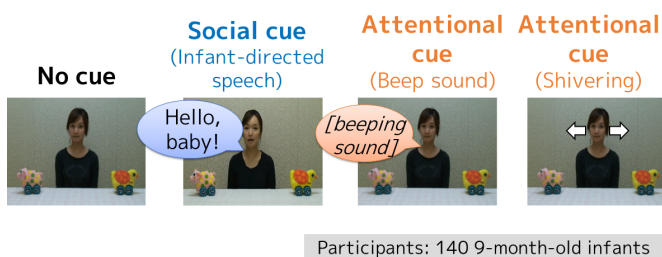 No cue
Social cue
(Infant-directed
speech)
Attentional
cue
(Beep sound)
Attentional
cue
(Shivering)
Hello,
baby!
[beeping
sound]
Participants: 140 9-month-old infants